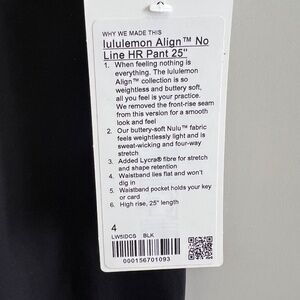 WHY WE MADE THIS
lululemon Align™ No
Line HR Pant 25"
1. When feeling nothing is
everything. The lululemon
Align™ collection is so
weightless and buttery soft,
all you feel is your practice.
We removed the front-rise seam
from this version for a smooth
look and feel
2. Our buttery-soft Nulu™ fabric
feels weightlessly light and is
sweat-wicking and four-way
stretch
3. Added Lycra® fibre for stretch
and shape retention
4. Waistband lies flat and won't
dig in
5. Waistband pocket holds your key
or card
6. High rise, 25" length
4
LW5IDCS BLK
000156701093